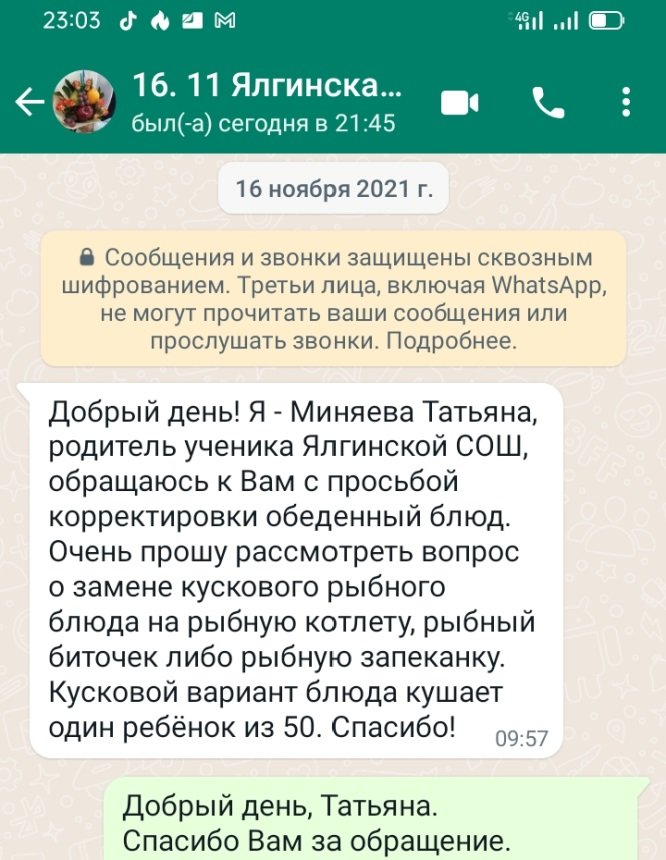 23:03
4G
16. 11 Ялгинска...
был(-а) сегодня в 21:45
16 ноября 2021 г.
Сообщения и звонки защищены сквозным
шифрованием. Третьи лица, включая WhatsApp,
не могут прочитать ваши сообщения или
прослушать звонки. Подробнее.
Добрый день! Я - Миняева Татьяна,
родитель ученика Ялгинской СОШ,
обращаюсь к Вам с просьбой
корректировки обеденный блюд.
Очень прошу рассмотреть вопрос
о замене кускового рыбного
блюда на рыбную котлету, рыбный
биточек либо рыбную запеканку.
Кусковой вариант блюда кушает
один ребёнок из 50. Спасибо!
09:57
Добрый день, Татьяна.
Спасибо Вам за обращение.